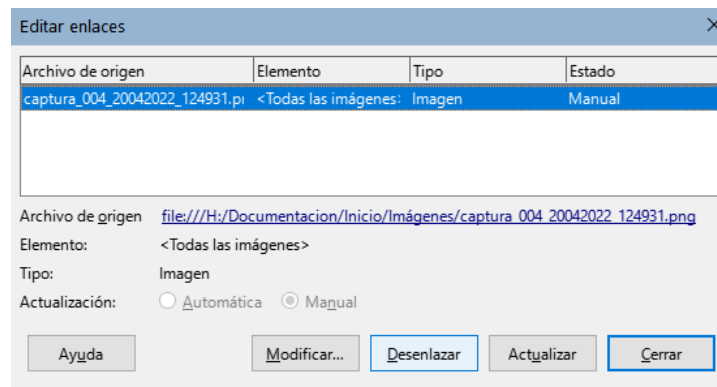 Editar enlaces
Archivo de origen Elemento Tipo Estado
captura_004_20042022_124931.pı <Todas las imágenes: Imagen Manual
Archivo de origen file:///H:/Documentacion/Inicio/Imágenes/captura_004_20042022_124931.png
Elemento: <Todas las imágenes>
Tipo: Imagen
Actualización: Automática Manual
Ayuda Modificar... Desenlazar Actualizar Cerrar